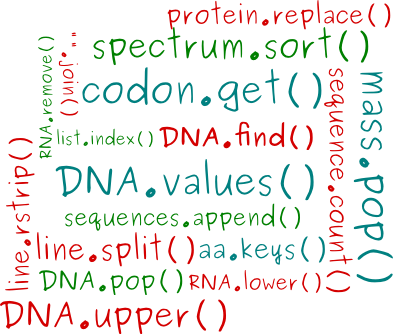 protein.replace()
spectrum.sort()
"".join()
RNA.remove()
codon.get()
sequence.count()
mass.pop()
list.index()
DNA.find()
line.rstrip()
DNA.values()
sequences.append()
line.split()
aa.keys()
DNA.pop()
RNA.lower()
DNA.upper()